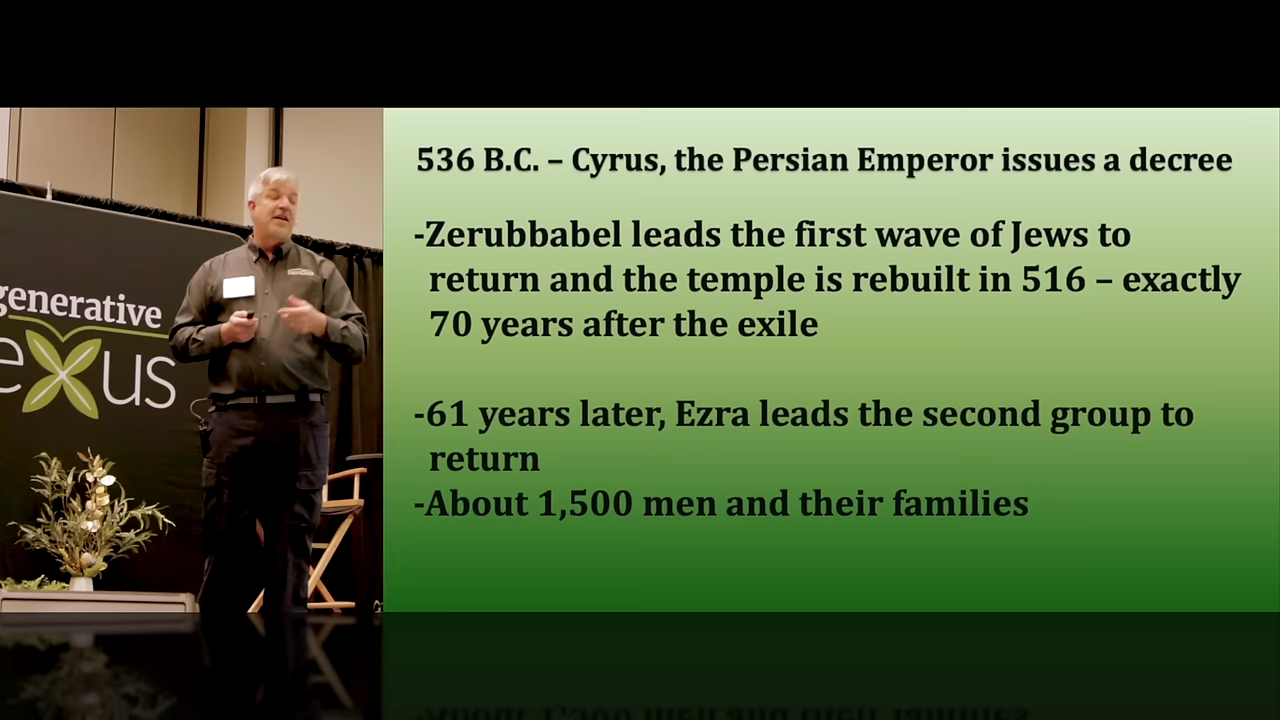 536 B.C. – Cyrus, the Persian Emperor issues a decree
-Zerubbabel leads the first wave of Jews to
return and the temple is rebuilt in 516 – exactly
70 years after the exile
-61 years later, Ezra leads the second group to
return
-About 1,500 men and their families
generative
exus